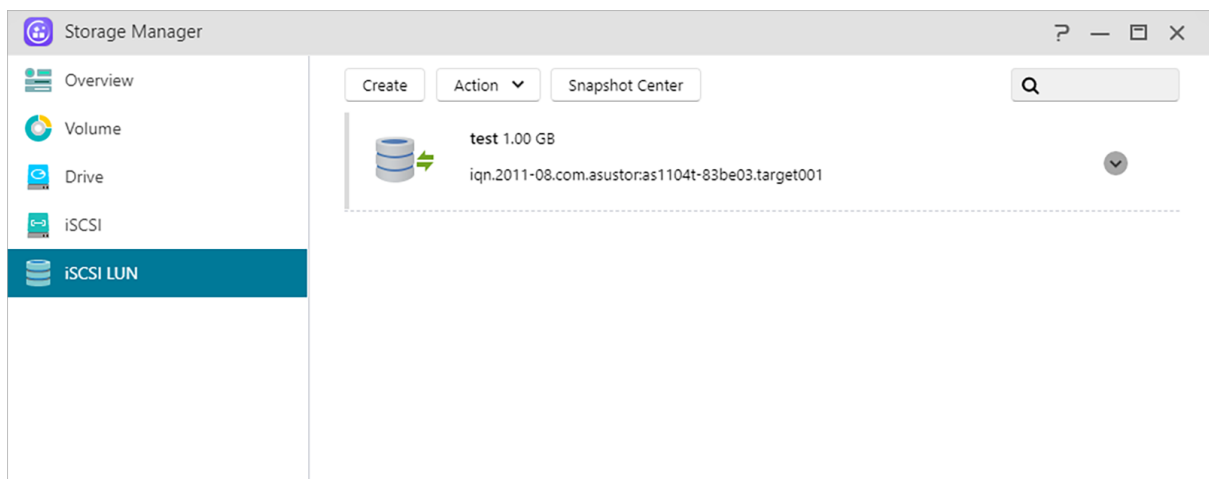 Storage Manager
Overview
Volume
Drive
iSCSI
iSCSI LUN
Create Action Snapshot Center
test 1.00 GB
iqn.2011-08.com.asustor:as1104t-83be03.target001